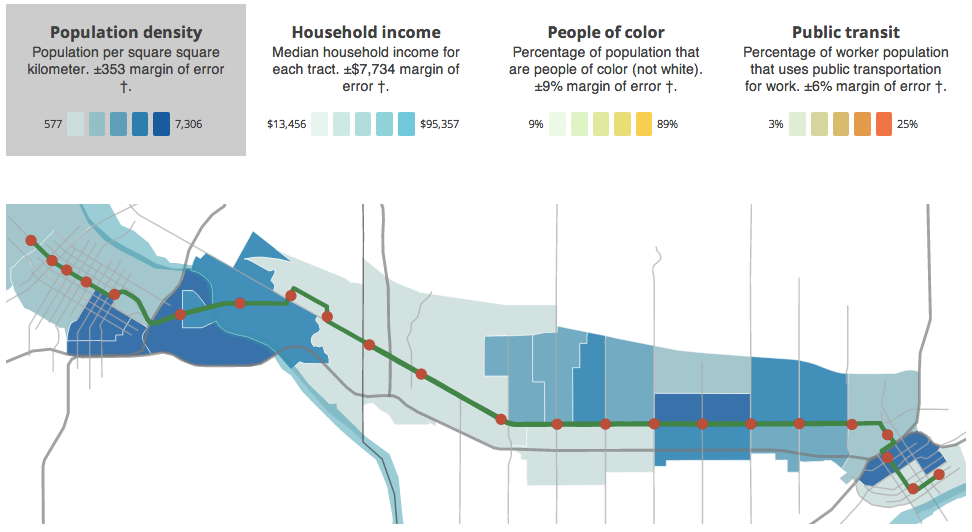 Population density
Population per square square
kilometer. ±353 margin of error
†.
577
7,306
Household income
Median household income for
each tract. ±$7,734 margin of
error †.
$13,456
$95,357
People of color
Percentage of population that
are people of color (not white).
±9% margin of error †.
9%
89%
Public transit
Percentage of worker population
that uses public transportation
for work. ±6% margin of error †.
3%
25%